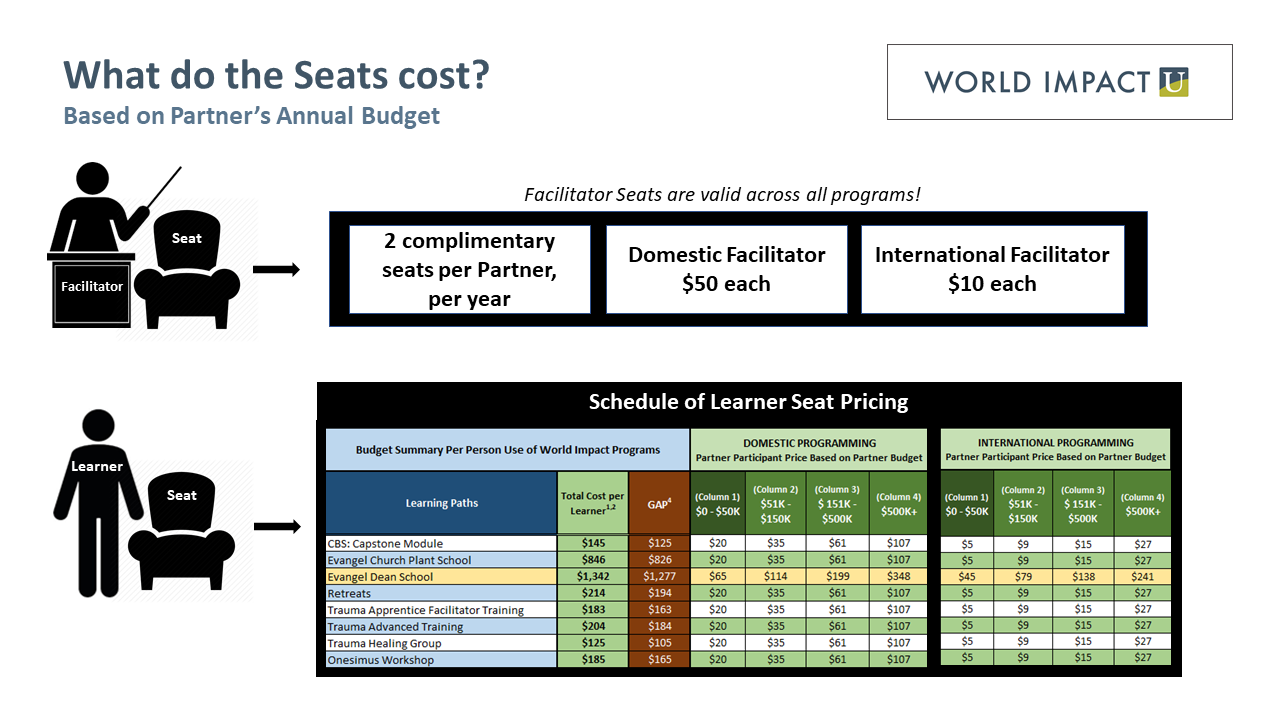 What do the Seats cost?
Based on Partner's Annual Budget
WORLD IMPACT U
Facilitator Seats are valid across all programs!
Seat
Facilitator
2 complimentary
seats per Partner,
per year
Domestic Facilitator
$50 each
International Facilitator
$10 each
Learner
Seat
Schedule of Learner Seat Pricing
Budget Summary Per Person Use of World Impact Programs
DOMESTIC PROGRAMMING
Partner Participant Price Based on Partner Budget
INTERNATIONAL PROGRAMMING
Partner Participant Price Based on Partner Budget
Learning Paths
Total Cost per
Learner1,2
GAP4
(Column 1)
$0 - $50K
(Column 2)
$51K -
$150K
(Column 3)
$ 151K -
$500K
(Column 4)
$500K+
(Column 1)
$0 - $50K
(Column 2)
$51K -
$150K
(Column 3)
$ 151K -
$500K
(Column 4)
$500K+
CBS: Capstone Module $145 $125 $20 $35 $61 $107 $5 $9 $15 $27
Evangel Church Plant School $846 $826 $20 $35 $61 $107 $5 $9 $15 $27
Evangel Dean School $1,342 $1,277 $65 $114 $199 $348 $45 $79 $138 $241
Retreats $214 $194 $20 $35 $61 $107 $5 $9 $15 $27
Trauma Apprentice Facilitator Training $183 $163 $20 $35 $61 $107 $5 $9 $15 $27
Trauma Advanced Training $204 $184 $20 $35 $61 $107 $5 $9 $15 $27
Trauma Healing Group $125 $105 $20 $35 $61 $107 $5 $9 $15 $27
Onesimus Workshop $185 $165 $20 $35 $61 $107 $5 $9 $15 $27